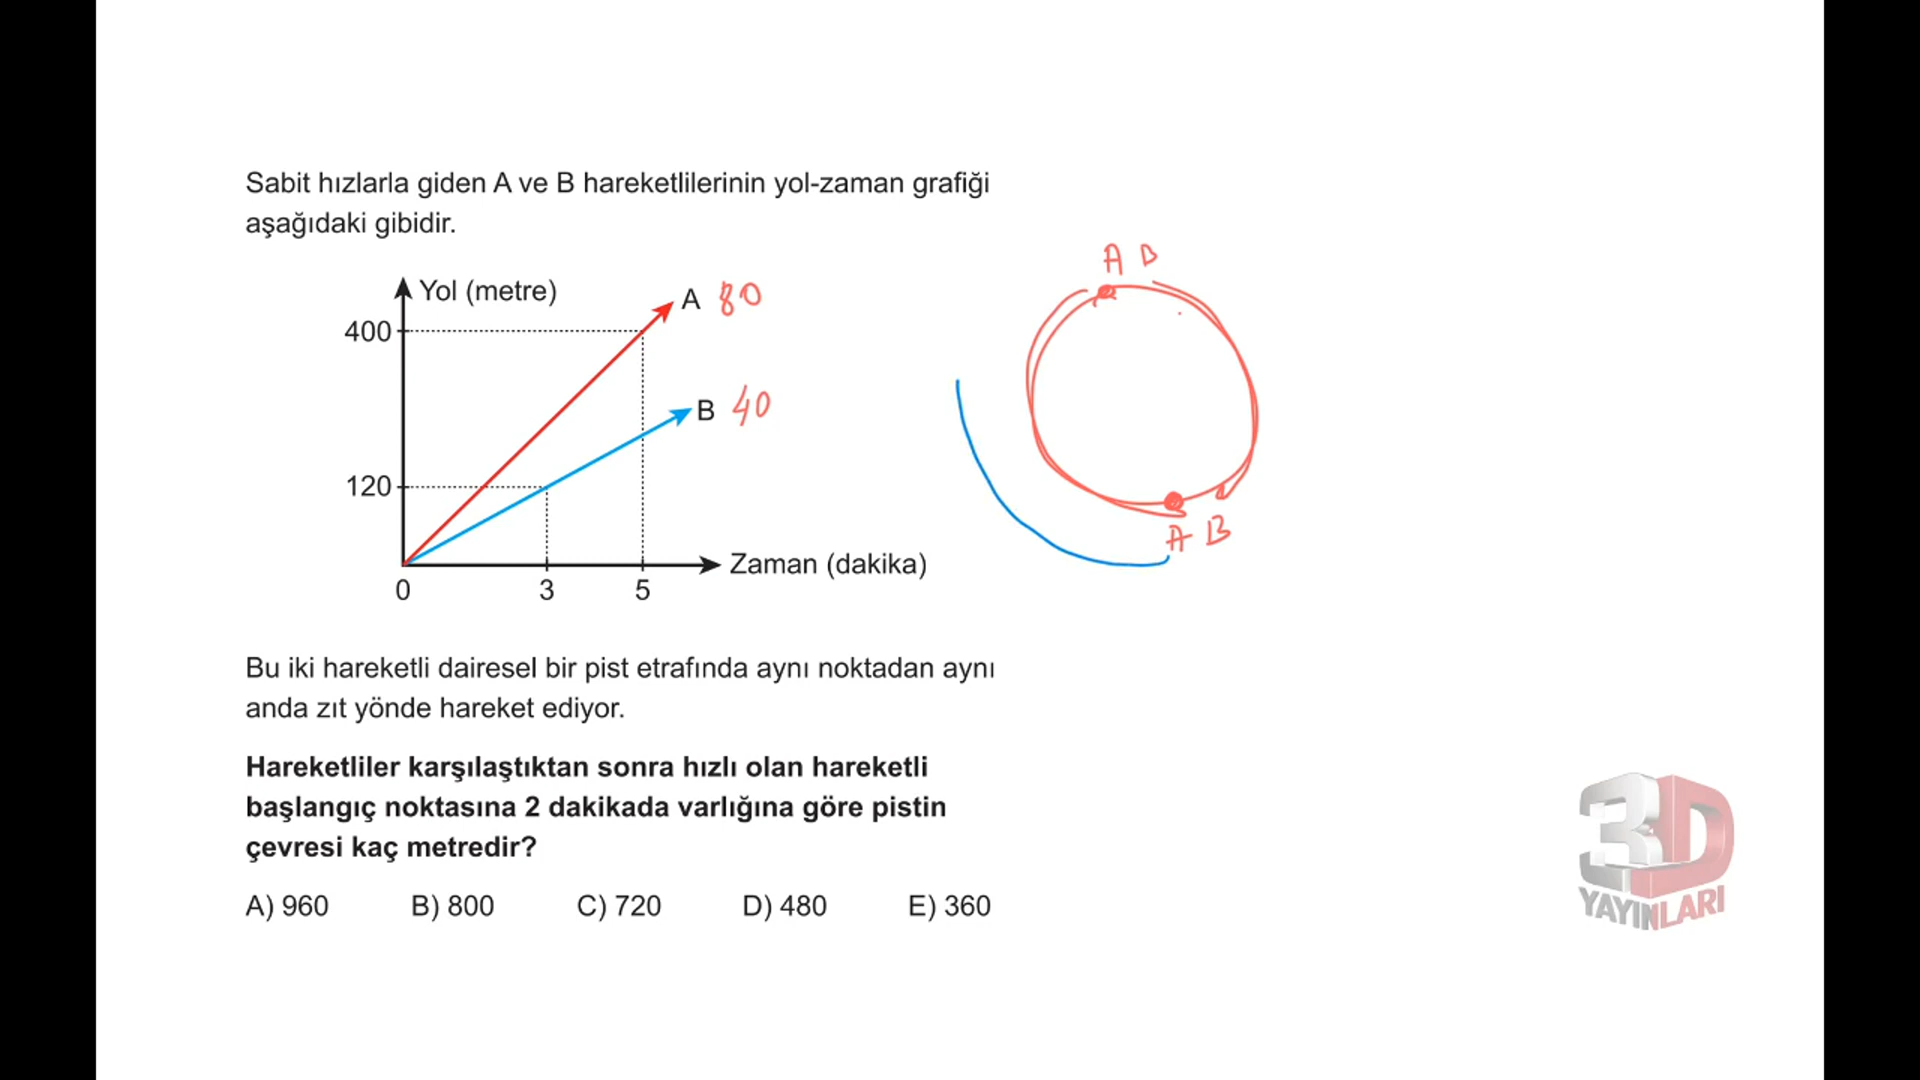 Sabit hızlarla giden A ve B hareketlilerinin yol-zaman grafiği
aşağıdaki gibidir.
Yol (metre)
A 80
400
B 40
120
Zaman (dakika)
0 3 5
A B
A B
Bu iki hareketli dairesel bir pist etrafında aynı noktadan aynı
anda zıt yönde hareket ediyor.
Hareketliler karşılaştıktan sonra hızlı olan hareketli
başlangıç noktasına 2 dakikada varlığına göre pistin
çevresi kaç metredir?
A) 960 B) 800 C) 720 D) 480 E) 360
3D
YAYINLARI